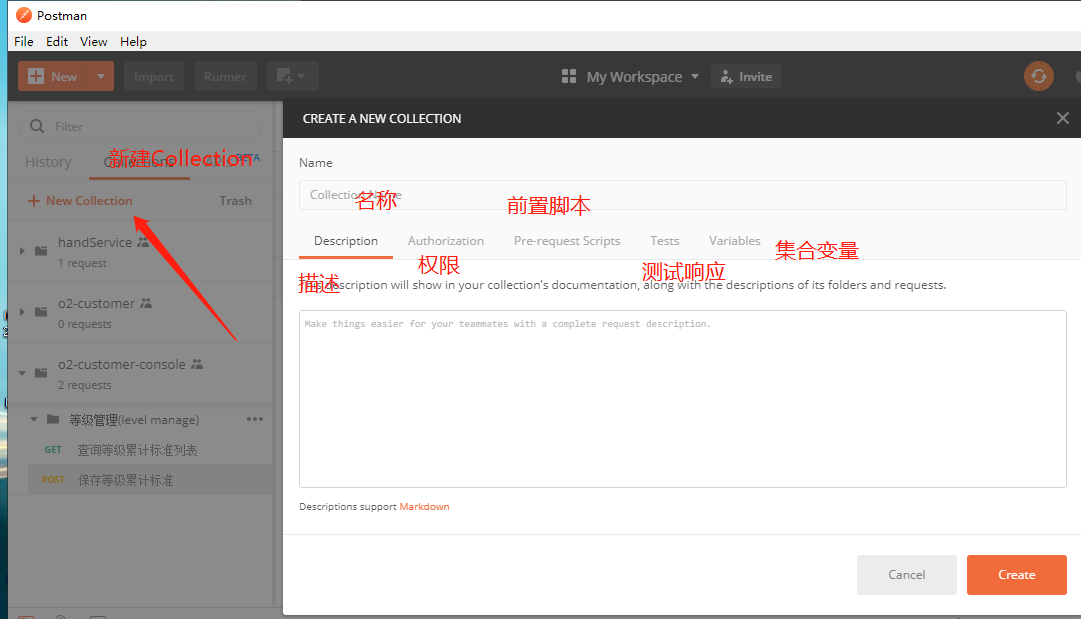 Postman
File Edit View Help
New Import Runner My Workspace Invite
Filter
CREATE A NEW COLLECTION
History Collections BETA
新建Collection
New Collection Trash
Name
Collection Name
名称
前置脚本
handService
1 request
Description Authorization Pre-request Scripts Tests Variables
集合变量
权限
测试响应
描述
This description will show in your collection's documentation, along with the descriptions of its folders and requests.
o2-customer
0 requests
Make things easier for your teammates with a complete request description.
o2-customer-console
2 requests
等级管理(level manage)
GET 查询等级累计标准列表
POST 保存等级累计标准
Descriptions support Markdown
Cancel Create